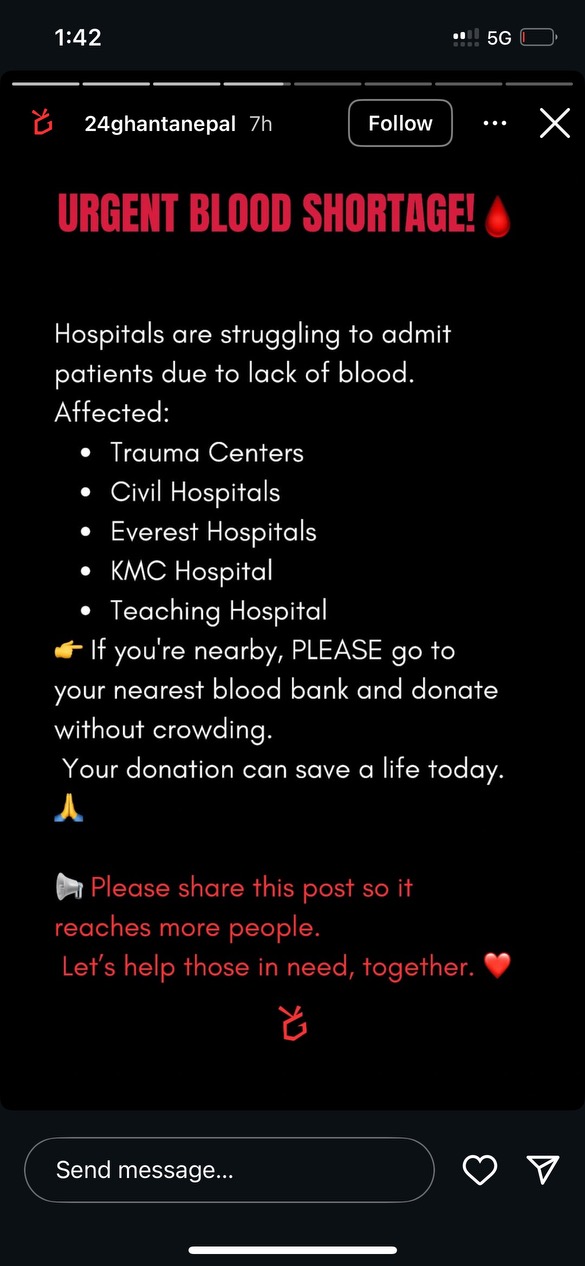 1:42
5G
24ghantanepal 7h
Follow
URGENT BLOOD SHORTAGE!🩸
Hospitals are struggling to admit
patients due to lack of blood.
Affected:
• Trauma Centers
• Civil Hospitals
• Everest Hospitals
• KMC Hospital
• Teaching Hospital
👉 If you're nearby, PLEASE go to
your nearest blood bank and donate
without crowding.
Your donation can save a life today.
🙏
📢 Please share this post so it
reaches more people.
Let’s help those in need, together. ❤️
Send message...